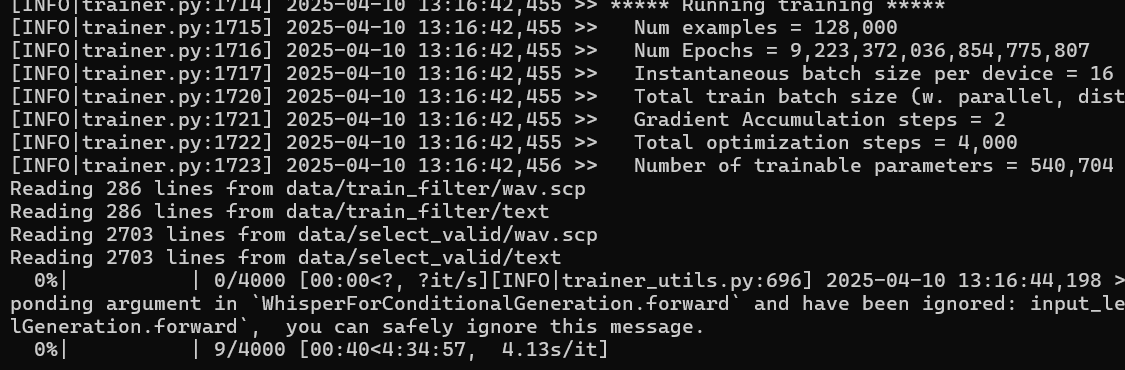 [INFO|trainer.py:1714] 2025-04-10 13:16:42,455 >> ***** Running training *****
[INFO|trainer.py:1715] 2025-04-10 13:16:42,455 >>   Num examples = 128,000
[INFO|trainer.py:1716] 2025-04-10 13:16:42,455 >>   Num Epochs = 9,223,372,036,854,775,807
[INFO|trainer.py:1717] 2025-04-10 13:16:42,455 >>   Instantaneous batch size per device = 16
[INFO|trainer.py:1720] 2025-04-10 13:16:42,455 >>   Total train batch size (w. parallel, dist
[INFO|trainer.py:1721] 2025-04-10 13:16:42,455 >>   Gradient Accumulation steps = 2
[INFO|trainer.py:1722] 2025-04-10 13:16:42,455 >>   Total optimization steps = 4,000
[INFO|trainer.py:1723] 2025-04-10 13:16:42,456 >>   Number of trainable parameters = 540,704
Reading 286 lines from data/train_filter/wav.scp
Reading 286 lines from data/train_filter/text
Reading 2703 lines from data/select_valid/wav.scp
Reading 2703 lines from data/select_valid/text
  0%|          | 0/4000 [00:00<?, ?it/s][INFO|trainer_utils.py:696] 2025-04-10 13:16:44,198 >
ponding argument in `WhisperForConditionalGeneration.forward` and have been ignored: input_le
lGeneration.forward`,  you can safely ignore this message.
  0%|          | 9/4000 [00:40<4:34:57,  4.13s/it]